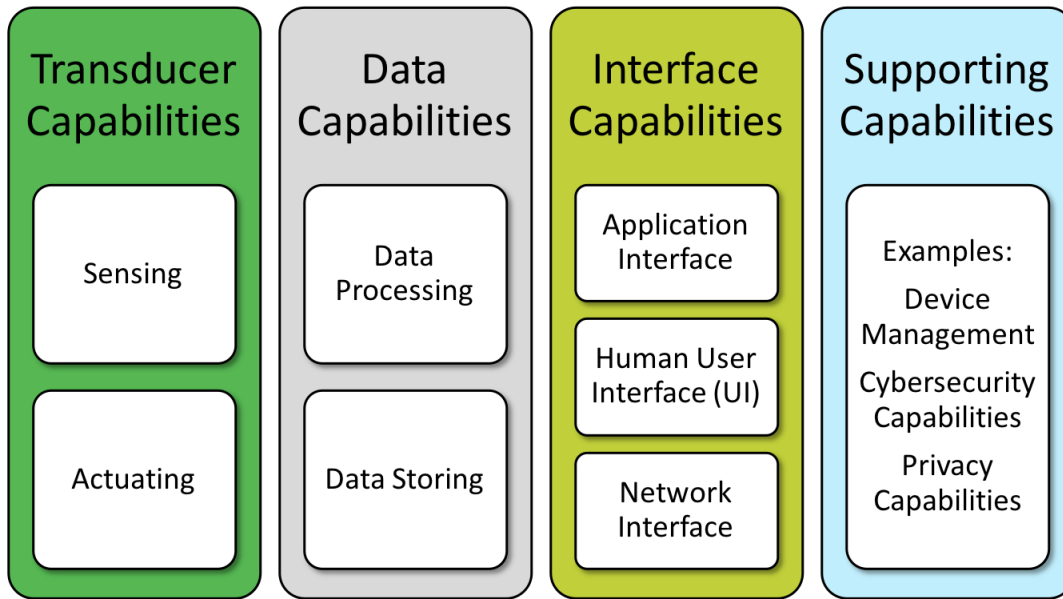 Transducer
Capabilities
Sensing
Actuating
Data
Capabilities
Data
Processing
Data Storing
Interface
Capabilities
Application
Interface
Human User
Interface (UI)
Network
Interface
Supporting
Capabilities
Examples:
Device
Management
Cybersecurity
Capabilities
Privacy
Capabilities